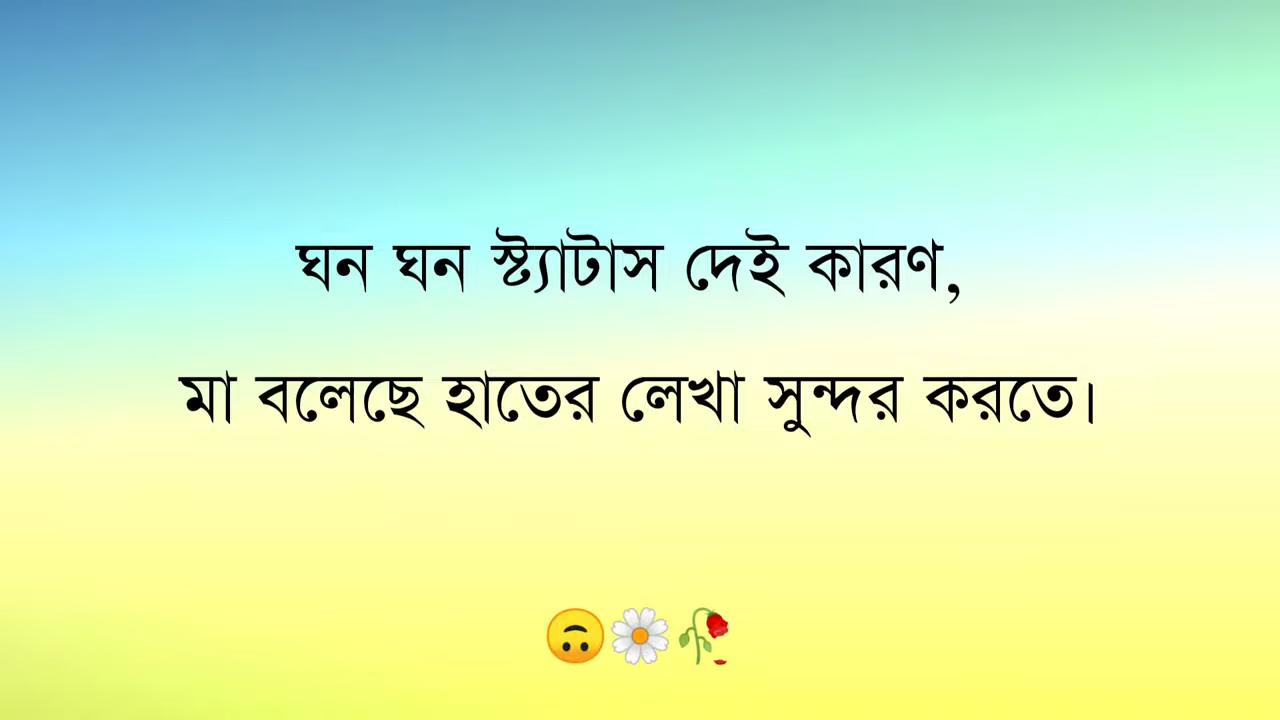 ঘন ঘন স্ট্যাটাস দেই কারণ,
মা বলেছে হাতের লেখা সুন্দর করতে।
🙃🌼🥀